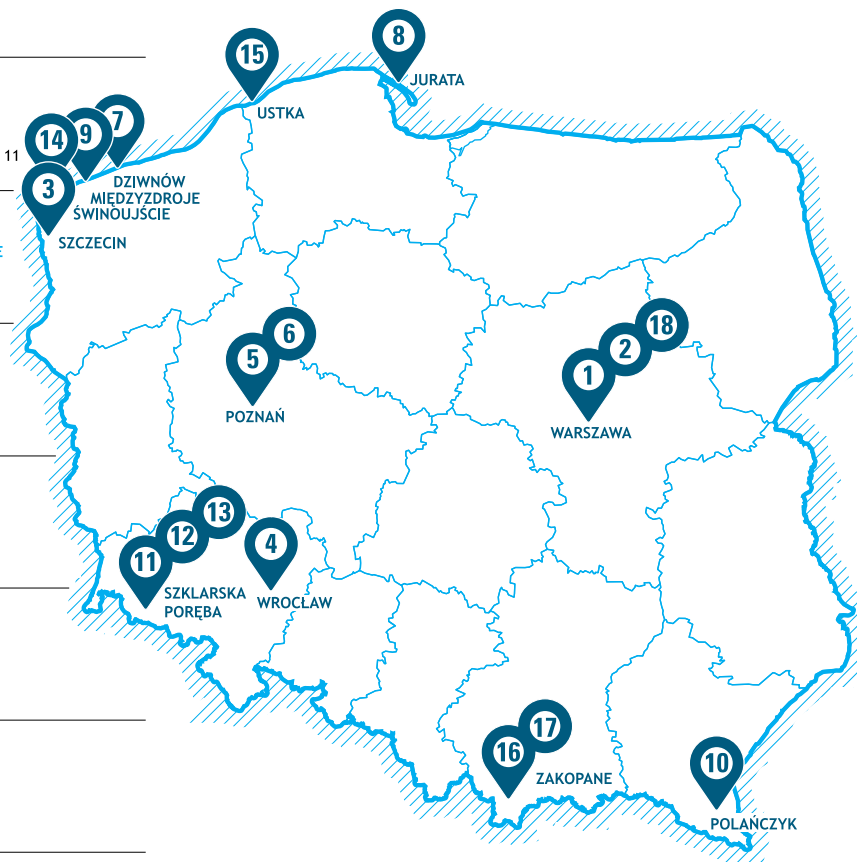 8
15
JURATA
USTKA
7
9
14
11
DZIWNÓW
3
MIĘDZYZDROJE
ŚWINOUJŚCIE
SZCZECIN
E
18
6
2
5
1
POZNAŃ
WARSZAWA
13
12
4
11
SZKLARSKA
PORĘBA
WROCŁAW
17
16
10
ZAKOPANE
POLAŃCZYK